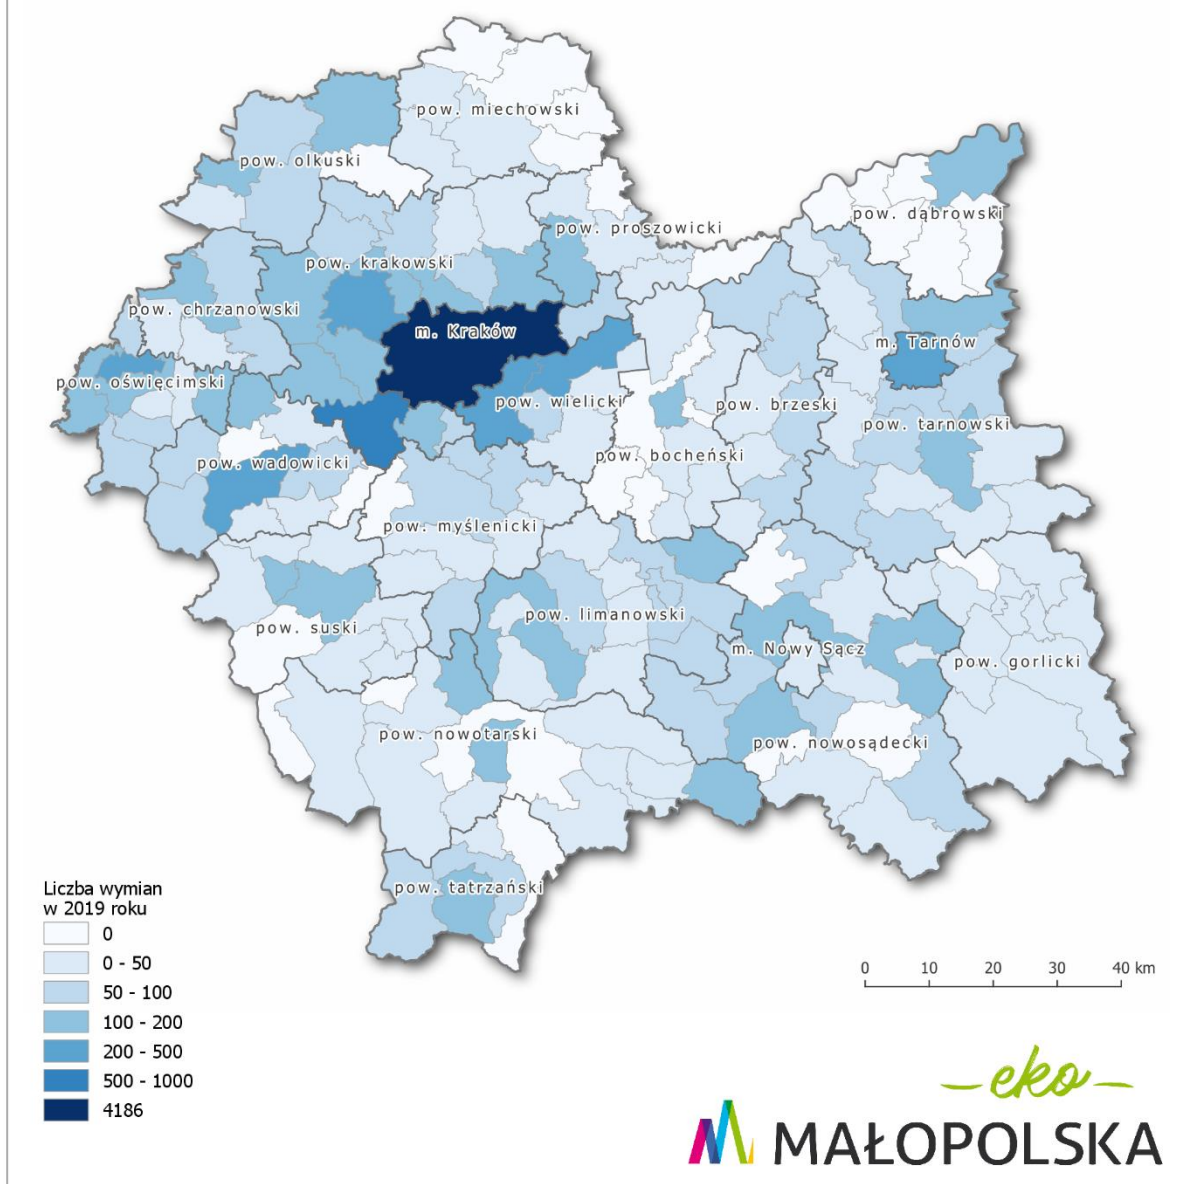 pow. miechowski
pow. olkuski
pow. dąbrowski
pow. proszowicki
pow. krakowski
pow. chrzanowski
m. Kraków
m. Tarnów
pow. oświęcimski
pow. wielicki
pow. brzeski
pow. tarnowski
pow. bocheński
pow. wadowicki
pow. myślenicki
pow. limanowski
pow. suski
m. Nowy Sącz
pow. gorlicki
pow. nowotarski
pow. nowosądecki
pow. tatrzański
Liczba wymian
w 2019 roku
0
0 - 50
50 - 100
100 - 200
200 - 500
500 - 1000
4186
0 10 20 30 40 km
eko
MAŁOPOLSKA